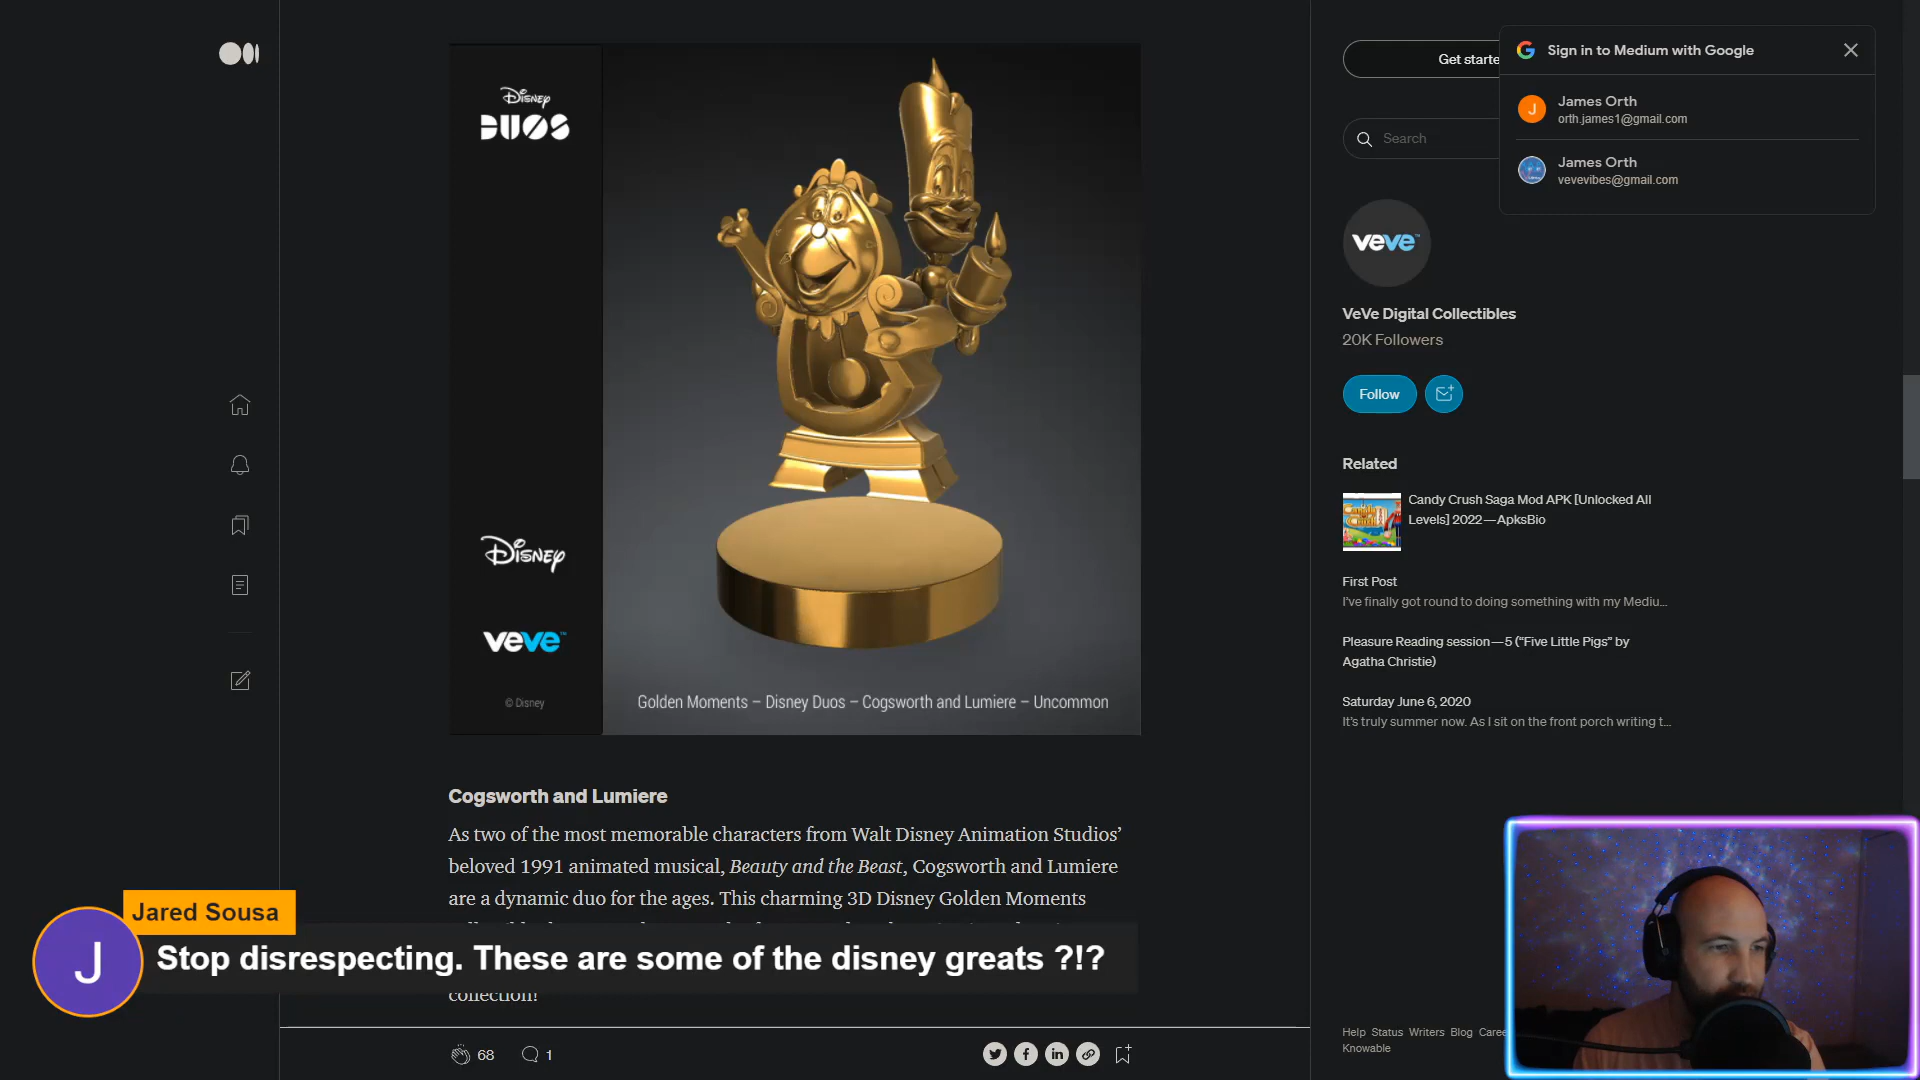 Disney
DUOS
Disney
veve™
© Disney
Golden Moments – Disney Duos – Cogsworth and Lumiere – Uncommon
Cogsworth and Lumiere
As two of the most memorable characters from Walt Disney Animation Studios’
beloved 1991 animated musical, Beauty and the Beast, Cogsworth and Lumiere
are a dynamic duo for the ages. This charming 3D Disney Golden Moments
collection!
Jared Sousa
J
Stop disrespecting. These are some of the disney greats ?!?
68
1
Get starte
Search
Sign in to Medium with Google
J
James Orth
orth.james1@gmail.com
James Orth
vevevibes@gmail.com
veve™
VeVe Digital Collectibles
20K Followers
Follow
Related
Candy Crush Saga Mod APK [Unlocked All
Levels] 2022—ApksBio
First Post
I’ve finally got round to doing something with my Mediu...
Pleasure Reading session—5 (“Five Little Pigs” by
Agatha Christie)
Saturday June 6, 2020
It’s truly summer now. As I sit on the front porch writing t...
Help Status Writers Blog Caree
Knowable